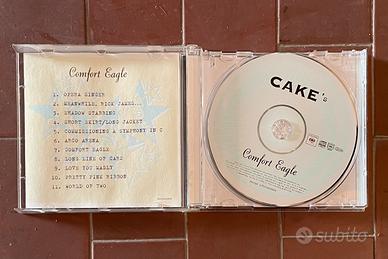 Comfort Eagle
1. OPERA SINGER
2. MEANWHILE, RICK JAMES...
3. SHADOW STABBING
4. SHORT SKIRT/LONG JACKET
5. COMMISSIONING A SYMPHONY IN C
6. ARCO ARENA
7. COMFORT EAGLE
8. LONG LINE OF CARS
9. LOVE YOU MADLY
10. PRETTY PINK RIBBON
11. WORLD OF TWO
CAKE's
Comfort Eagle
subito